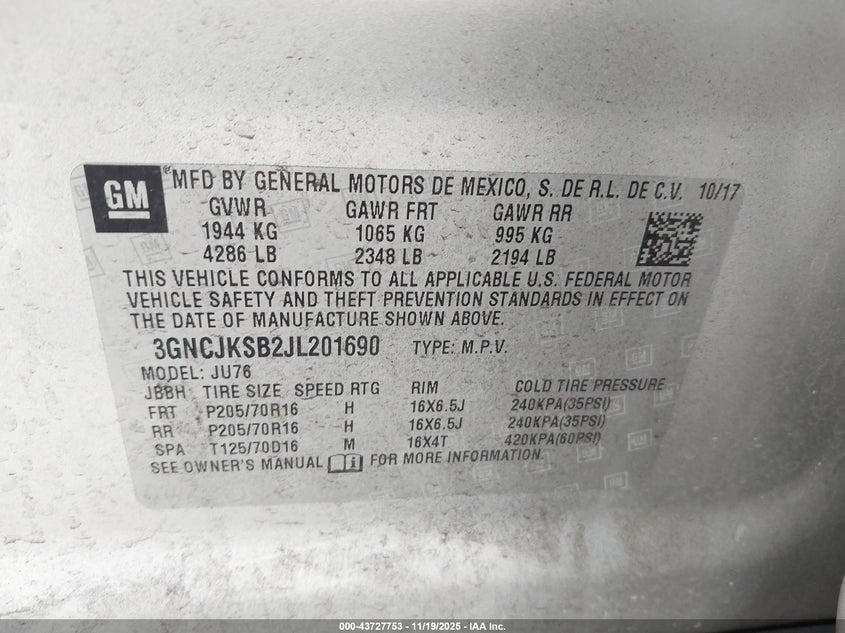 GM
MFD BY GENERAL MOTORS DE MEXICO, S. DE R.L. DE C.V. 10/17
GVWR GAWR FRT GAWR RR
1944 KG 1065 KG 995 KG
4286 LB 2348 LB 2194 LB
THIS VEHICLE CONFORMS TO ALL APPLICABLE U.S. FEDERAL MOTOR
VEHICLE SAFETY AND THEFT PREVENTION STANDARDS IN EFFECT ON
THE DATE OF MANUFACTURE SHOWN ABOVE.
3GNCJKSB2JL201690 TYPE: M.P.V.
MODEL: JU76
JBBH TIRE SIZE SPEED RTG RIM COLD TIRE PRESSURE
FRT P205/70R16 H 16X6.5J 240KPA(35PSI)
RR P205/70R16 H 16X6.5J 240KPA(35PSI)
SPA T125/70D16 M 16X4T 420KPA(60PSI)
SEE OWNER'S MANUAL FOR MORE INFORMATION.
000-43727753 - 11/19/2025 - IAA Inc.